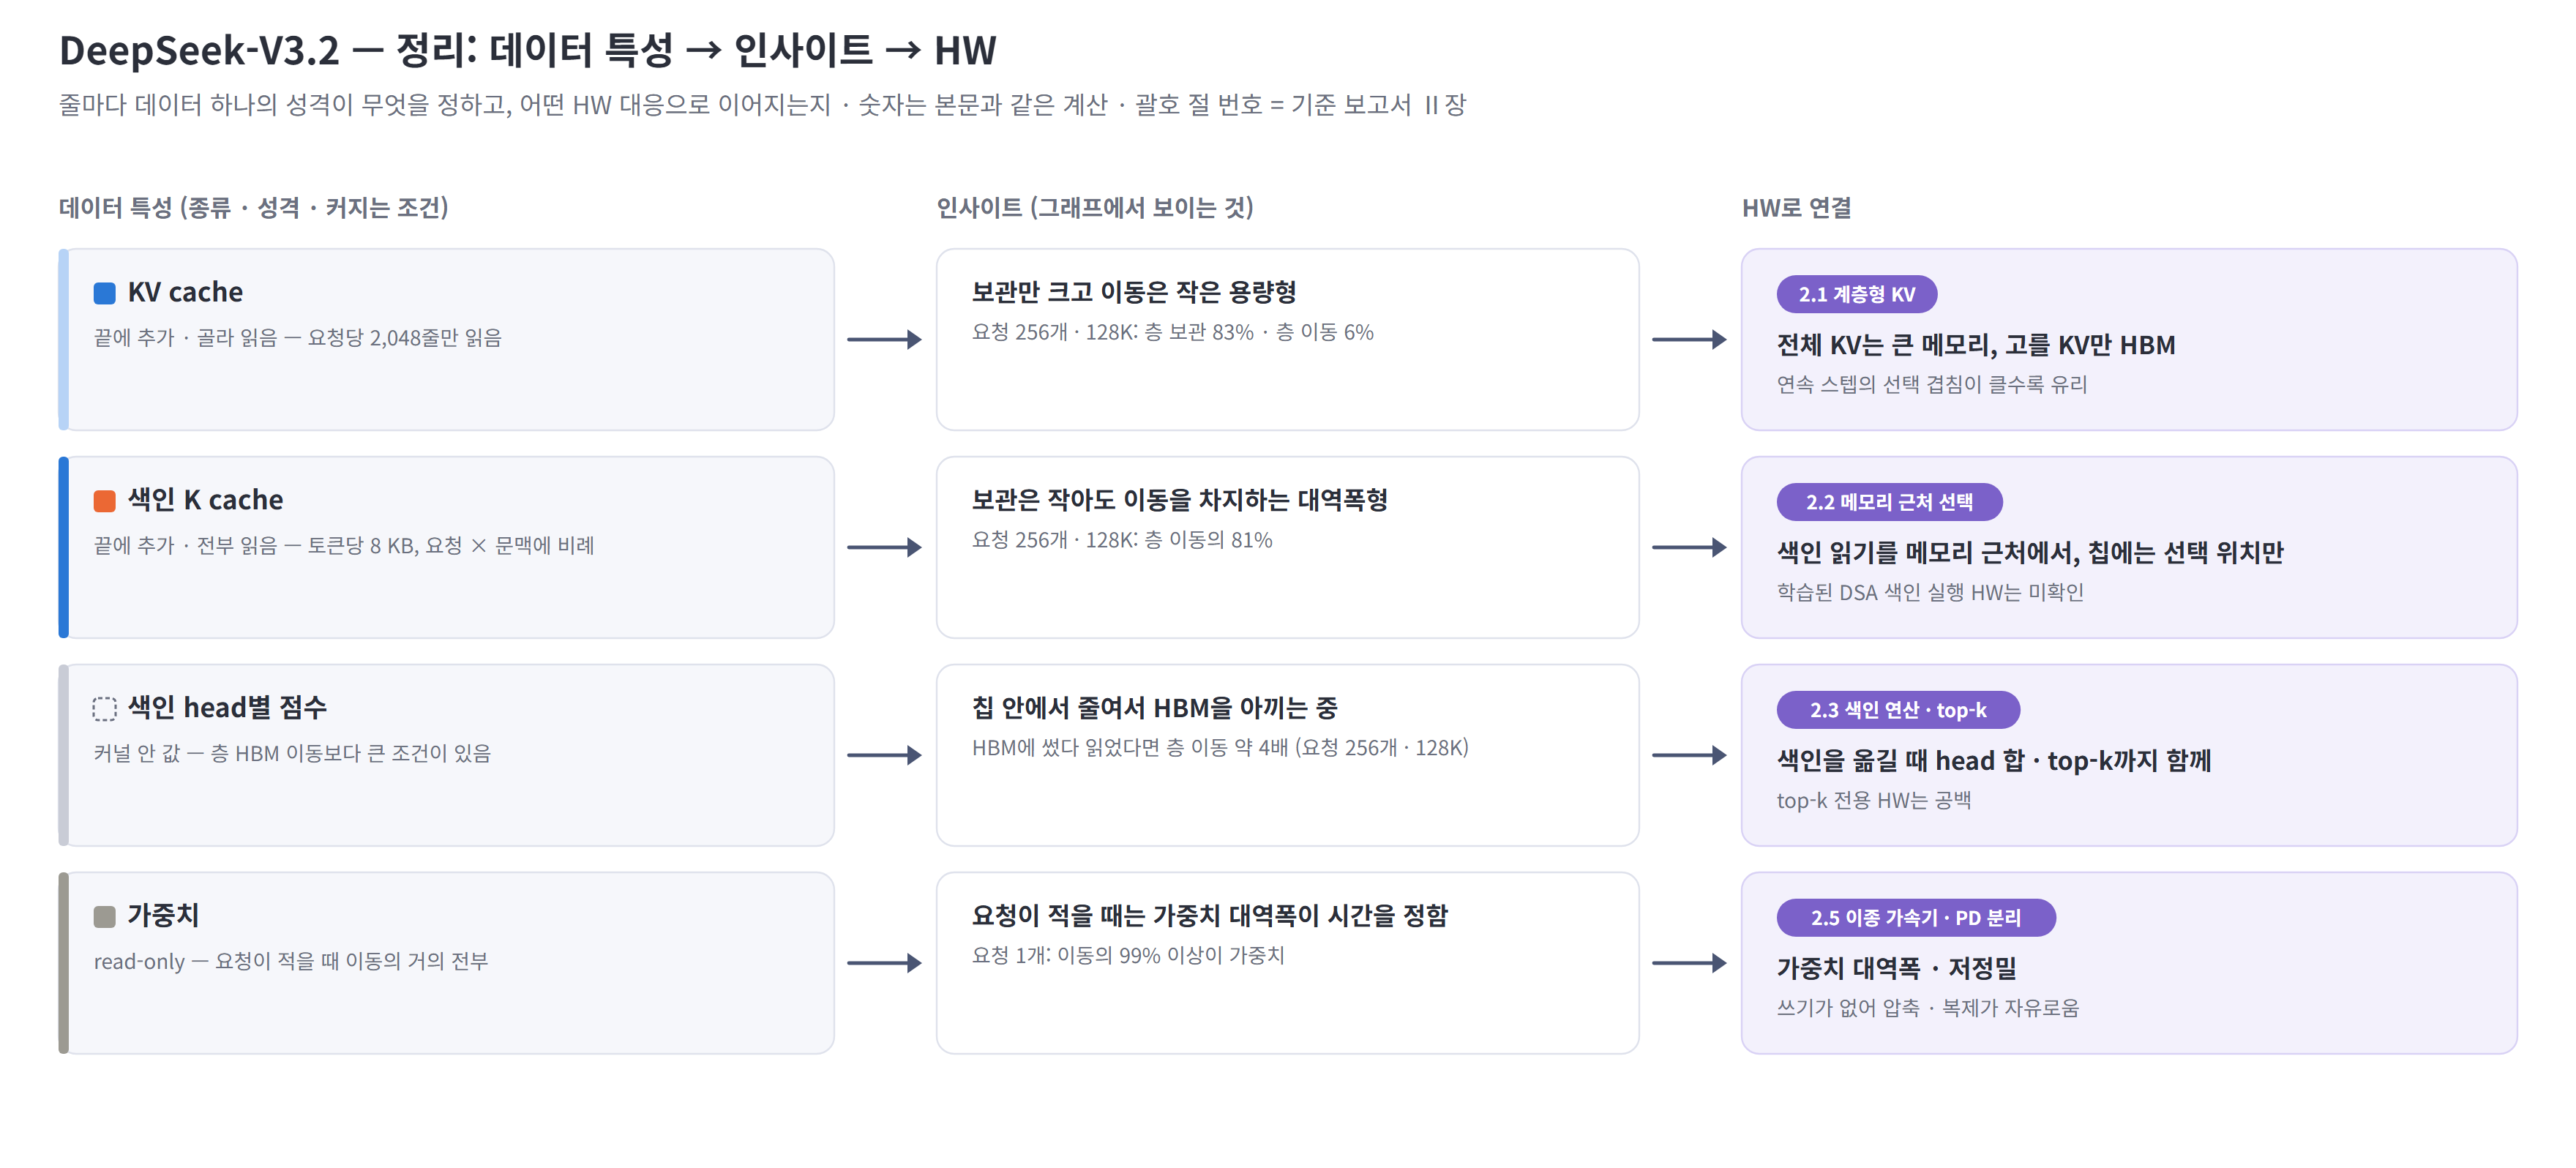 DeepSeek-V3.2 — 정리: 데이터 특성 → 인사이트 → HW
줄마다 데이터 하나의 성격이 무엇을 정하고, 어떤 HW 대응으로 이어지는지 · 숫자는 본문과 같은 계산 · 괄호 절 번호 = 기준 보고서 Ⅱ장
데이터 특성 (종류 · 성격 · 커지는 조건)
인사이트 (그래프에서 보이는 것)
HW로 연결
KV cache
끝에 추가 · 골라 읽음 — 요청당 2,048줄만 읽음
보관만 크고 이동은 작은 용량형
요청 256개 · 128K: 층 보관 83% · 층 이동 6%
2.1 계층형 KV
전체 KV는 큰 메모리, 고를 KV만 HBM
연속 스텝의 선택 겹침이 클수록 유리
색인 K cache
끝에 추가 · 전부 읽음 — 토큰당 8 KB, 요청 × 문맥에 비례
보관은 작아도 이동을 차지하는 대역폭형
요청 256개 · 128K: 층 이동의 81%
2.2 메모리 근처 선택
색인 읽기를 메모리 근처에서, 칩에는 선택 위치만
학습된 DSA 색인 실행 HW는 미확인
색인 head별 점수
커널 안 값 — 층 HBM 이동보다 큰 조건이 있음
칩 안에서 줄여서 HBM을 아끼는 중
HBM에 썼다 읽었다면 층 이동 약 4배 (요청 256개 · 128K)
2.3 색인 연산 · top-k
색인을 옮길 때 head 합 · top-k까지 함께
top-k 전용 HW는 공백
가중치
read-only — 요청이 적을 때 이동의 거의 전부
요청이 적을 때는 가중치 대역폭이 시간을 정함
요청 1개: 이동의 99% 이상이 가중치
2.5 이종 가속기 · PD 분리
가중치 대역폭 · 저정밀
쓰기가 없어 압축 · 복제가 자유로움